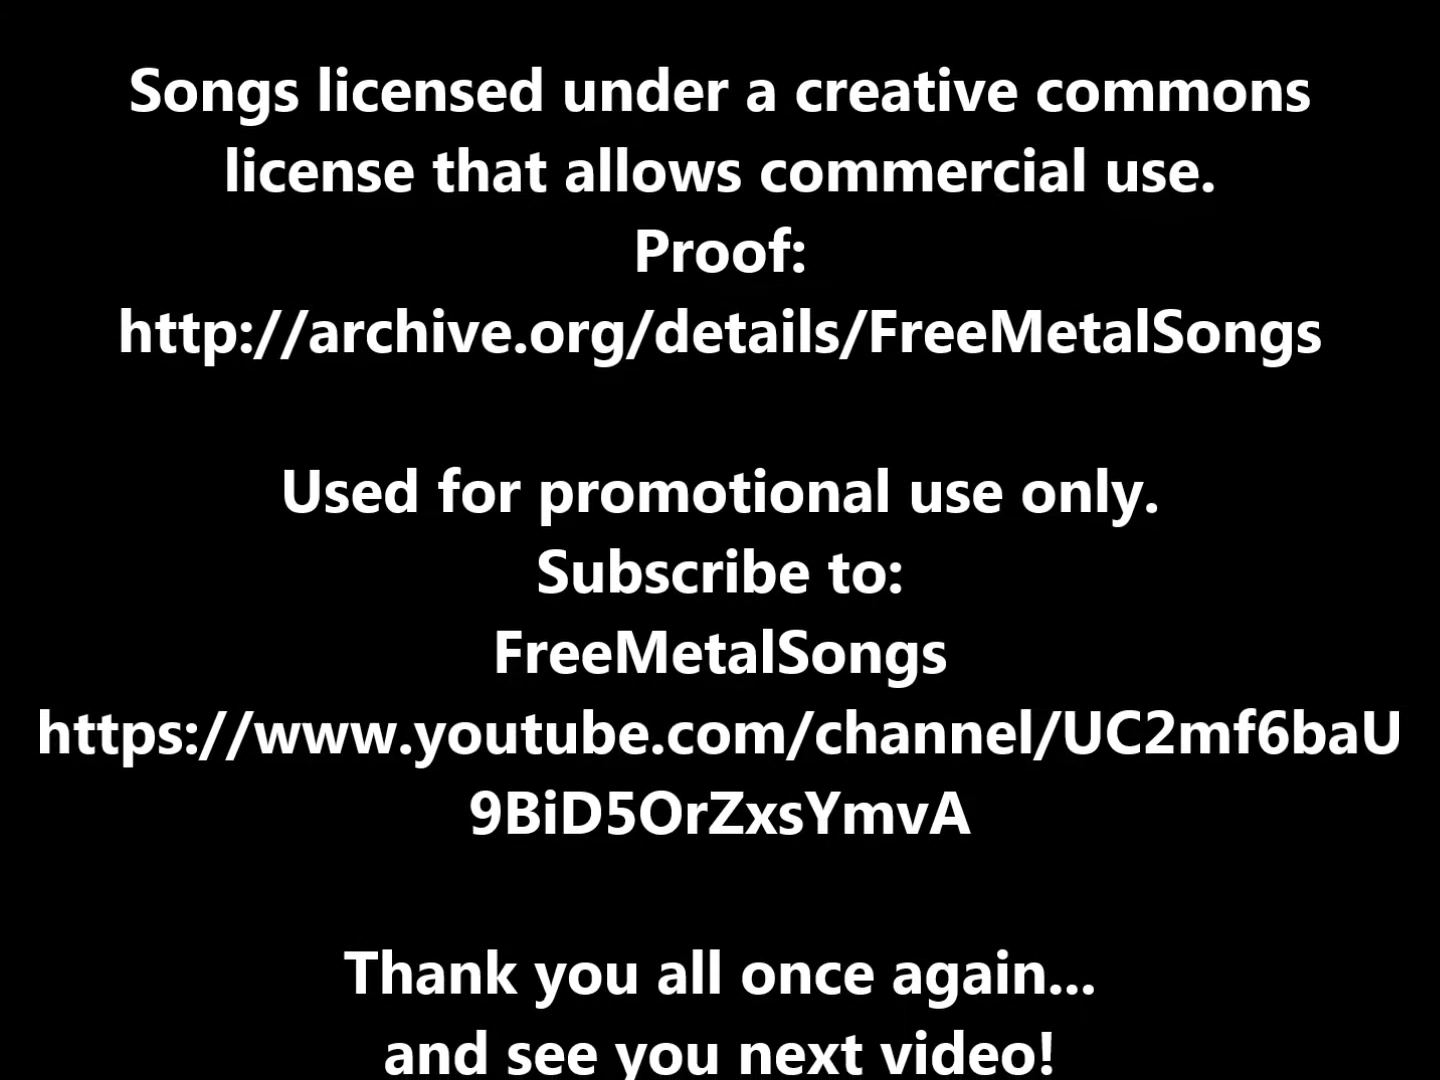 Songs licensed under a creative commons
license that allows commercial use.
Proof:
http://archive.org/details/FreeMetalSongs
Used for promotional use only.
Subscribe to:
FreeMetalSongs
https://www.youtube.com/channel/UC2mf6baU
9BiD5OrZxsYmvA
Thank you all once again...
and see you next video!